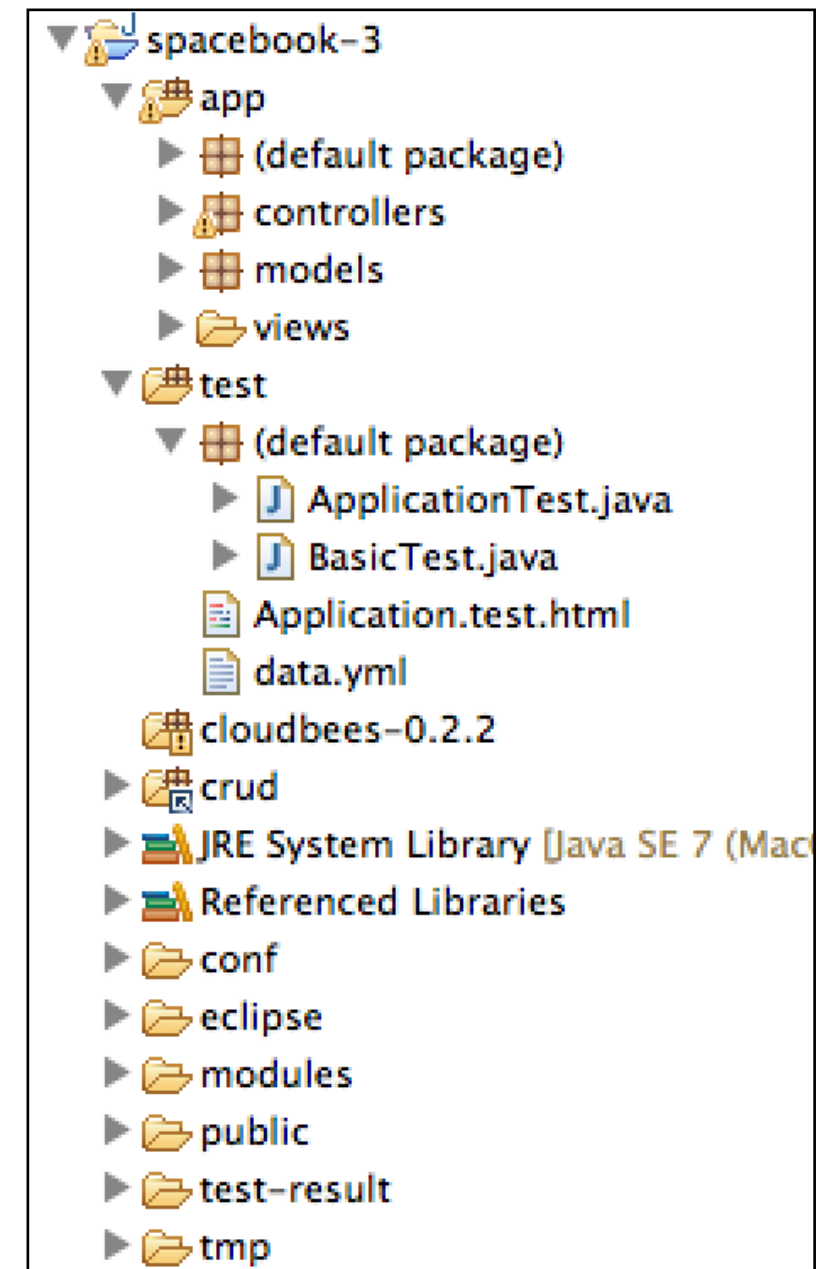 spacebook-3
app
(default package)
controllers
models
views
test
(default package)
ApplicationTest.java
BasicTest.java
Application.test.html
data.yml
cloudbees-0.2.2
crud
JRE System Library [Java SE 7 (Mac
Referenced Libraries
conf
eclipse
modules
public
test-result
tmp